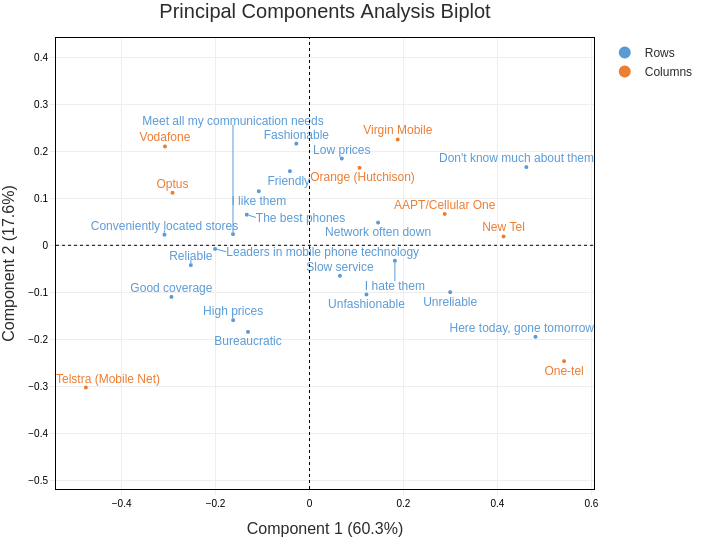 Principal Components Analysis Biplot
Rows
Columns
0.4
0.3
0.2
0.1
0
−0.1
−0.2
−0.3
−0.4
−0.5
Component 2 (17.6%)
Meet all my communication needs
Vodafone
Fashionable
Virgin Mobile
Low prices
Don't know much about them
Optus
Friendly
Orange (Hutchison)
I like them
AAPT/Cellular One
The best phones
Conveniently located stores
Network often down
New Tel
Reliable
Leaders in mobile phone technology
Slow service
Good coverage
I hate them
Unfashionable
Unreliable
High prices
Bureaucratic
Here today, gone tomorrow
Telstra (Mobile Net)
One-tel
−0.4
−0.2
0
0.2
0.4
0.6
Component 1 (60.3%)